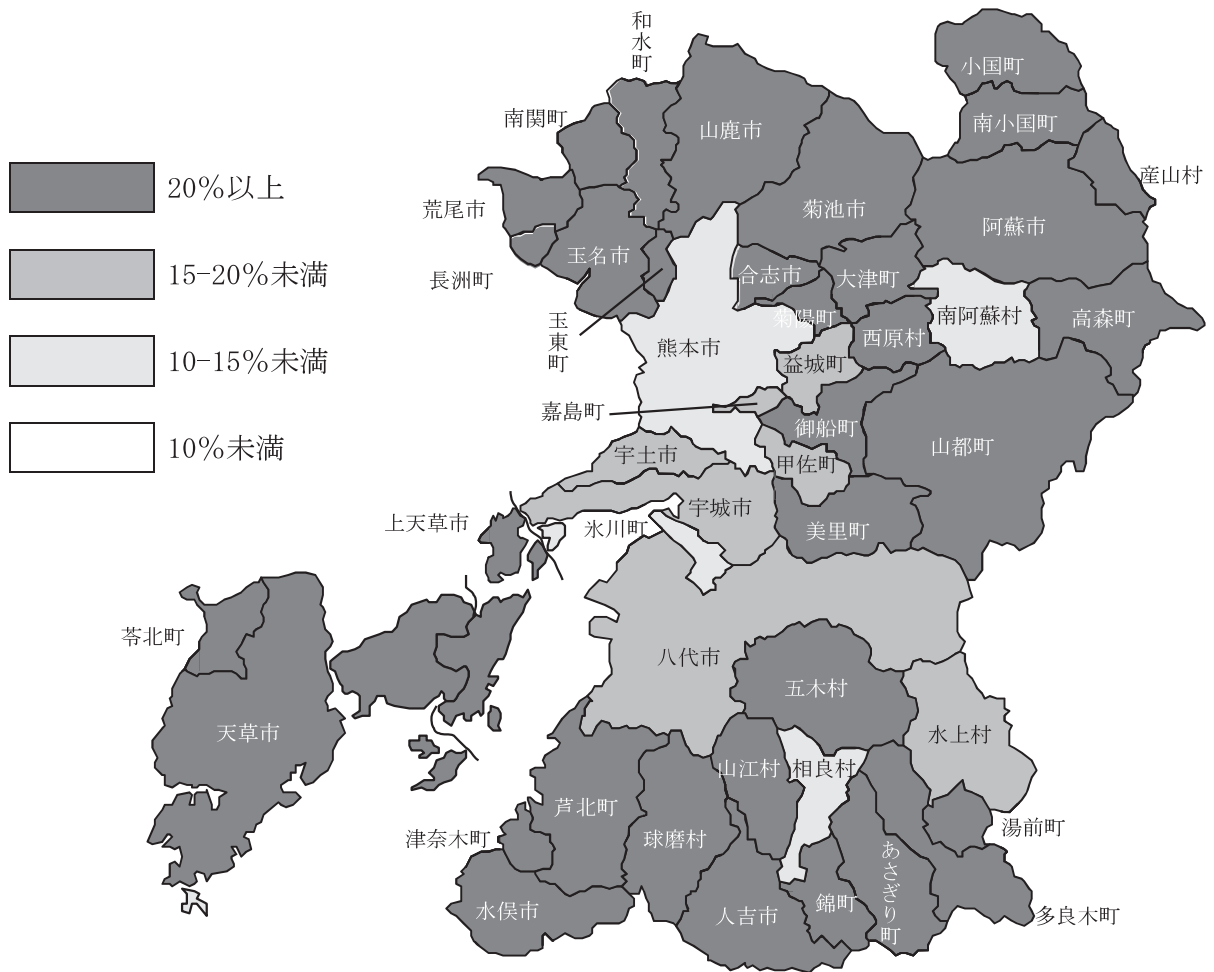 20％以上
15-20％未満
10-15％未満
10％未満
和水町
小国町
南関町
山鹿市
南小国町
産山村
荒尾市
菊池市
阿蘇市
玉名市
長洲町
合志市
大津町
玉東町
菊陽町
南阿蘇村
高森町
熊本市
西原村
益城町
嘉島町
御船町
山都町
宇土市
甲佐町
上天草市
氷川町
宇城市
美里町
苓北町
八代市
五木村
天草市
水上村
山江村
相良村
芦北町
湯前町
津奈木町
球磨村
あさぎり町
水俣市
人吉市
錦町
多良木町